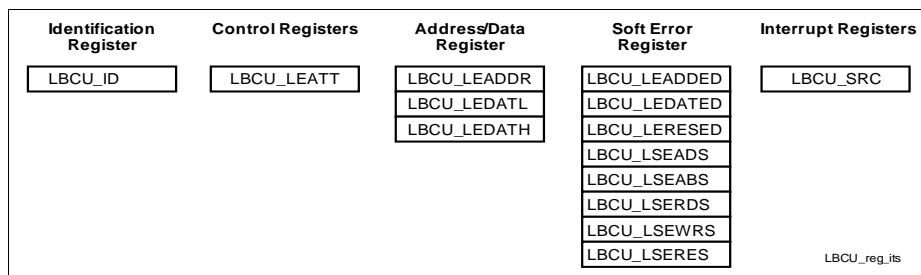 Identification
Register
Control Registers
Address/Data
Register
Soft Error
Register
Interrupt Registers
LBCU_ID
LBCU_LEATT
LBCU_LEADDR
LBCU_LEDATL
LBCU_LEDATH
LBCU_LEADDED
LBCU_LEDATED
LBCU_LERESED
LBCU_LSEADS
LBCU_LSEABS
LBCU_LSERDS
LBCU_LSEWRS
LBCU_LSERES
LBCU_SRC
LBCU_reg_its